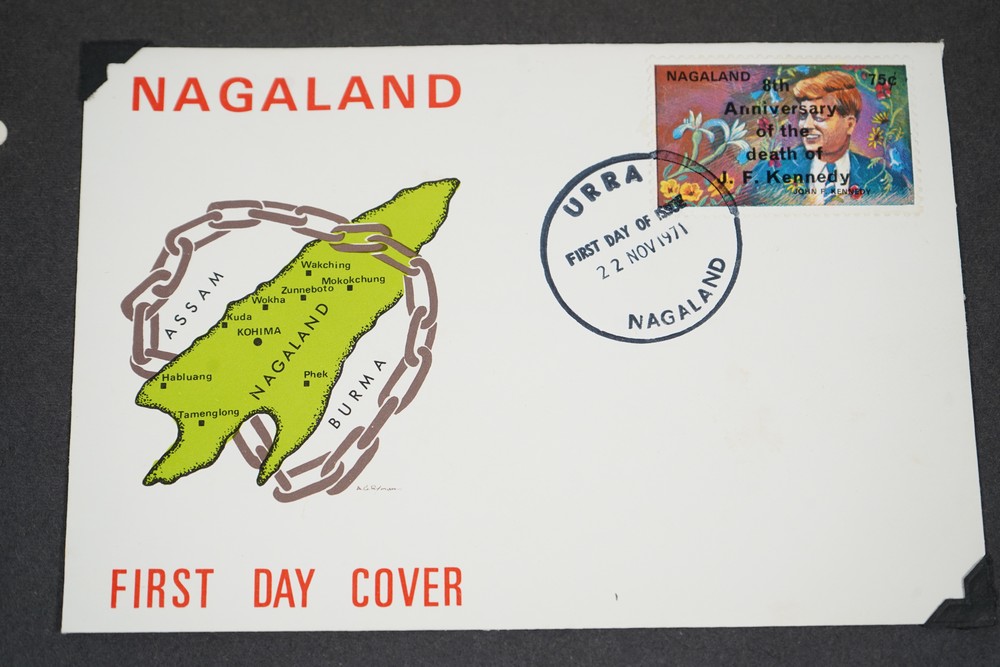 NAGALAND
NAGALAND
75c
8th
Anniversary
of the
death of
J. F. Kennedy
JOHN F. KENNEDY
URRA
FIRST DAY OF ISSUE
22 NOV 1971
NAGALAND
ASSAM
Wakching
Mokokchung
Zunneboto
Wokha
Kuda
KOHIMA
NAGALAND
Phek
BURMA
Habluang
Tamenglong
FIRST DAY COVER